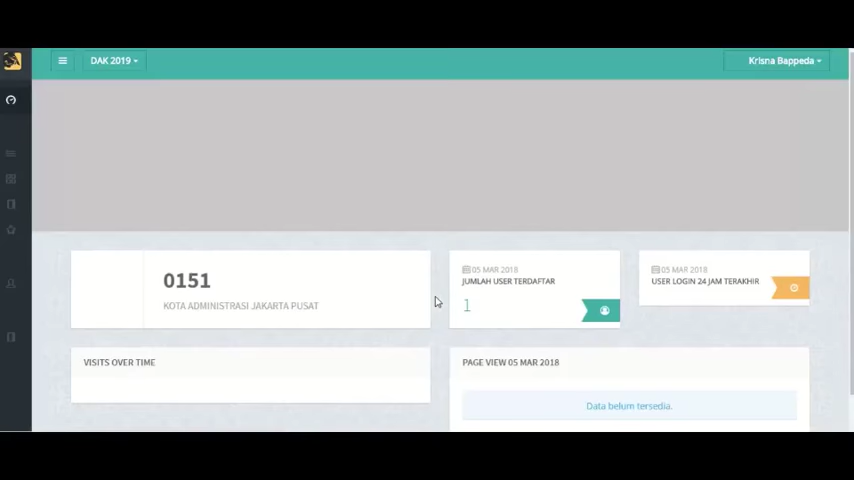 DAK 2019
Krisna Bappeda
0151
KOTA ADMINISTRASI JAKARTA PUSAT
05 MAR 2018
JUMLAH USER TERDAFTAR
1
05 MAR 2018
USER LOGIN 24 JAM TERAKHIR
VISITS OVER TIME
PAGE VIEW 05 MAR 2018
Data belum tersedia.